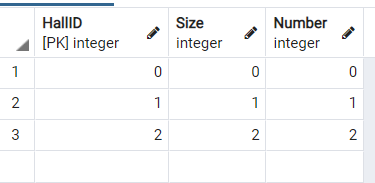 HallID Size Number
[PK] integer integer integer
1 0 0 0
2 1 1 1
3 2 2 2